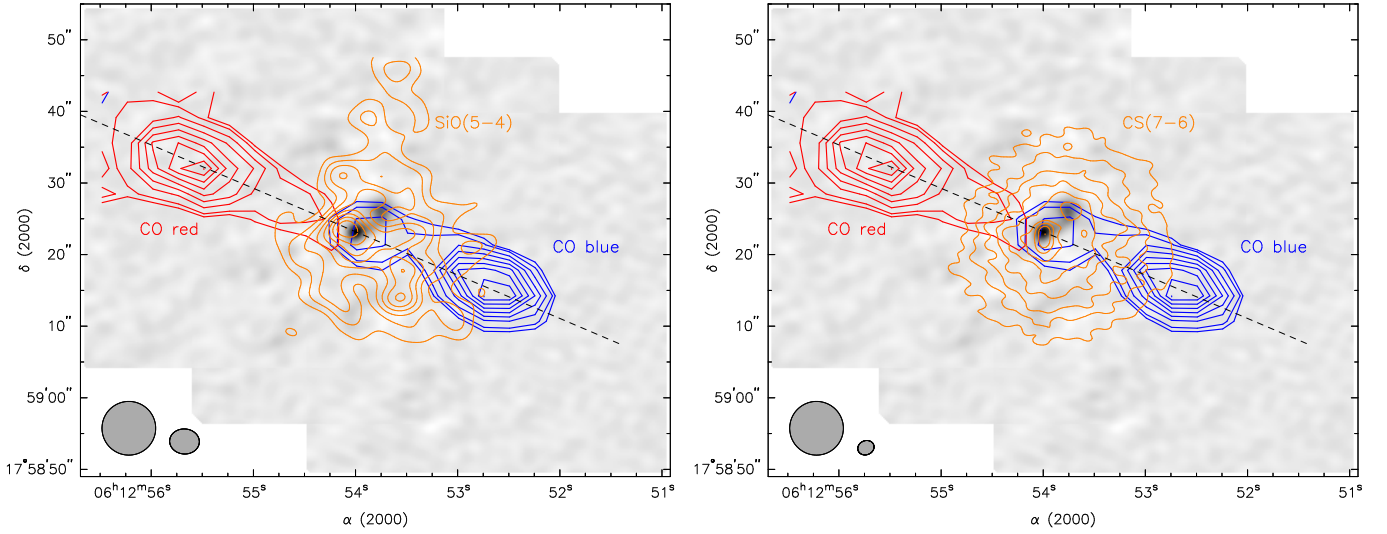 50″
40″
SiO(5−4)
30″
CO red
20″
CO blue
10″
59′00″
17°58′50″
δ (2000)
06ʰ12ᵐ56ˢ 55ˢ 54ˢ 53ˢ 52ˢ 51ˢ
α (2000)
50″
40″
CS(7−6)
30″
CO red
20″
CO blue
10″
59′00″
17°58′50″
δ (2000)
06ʰ12ᵐ56ˢ 55ˢ 54ˢ 53ˢ 52ˢ 51ˢ
α (2000)